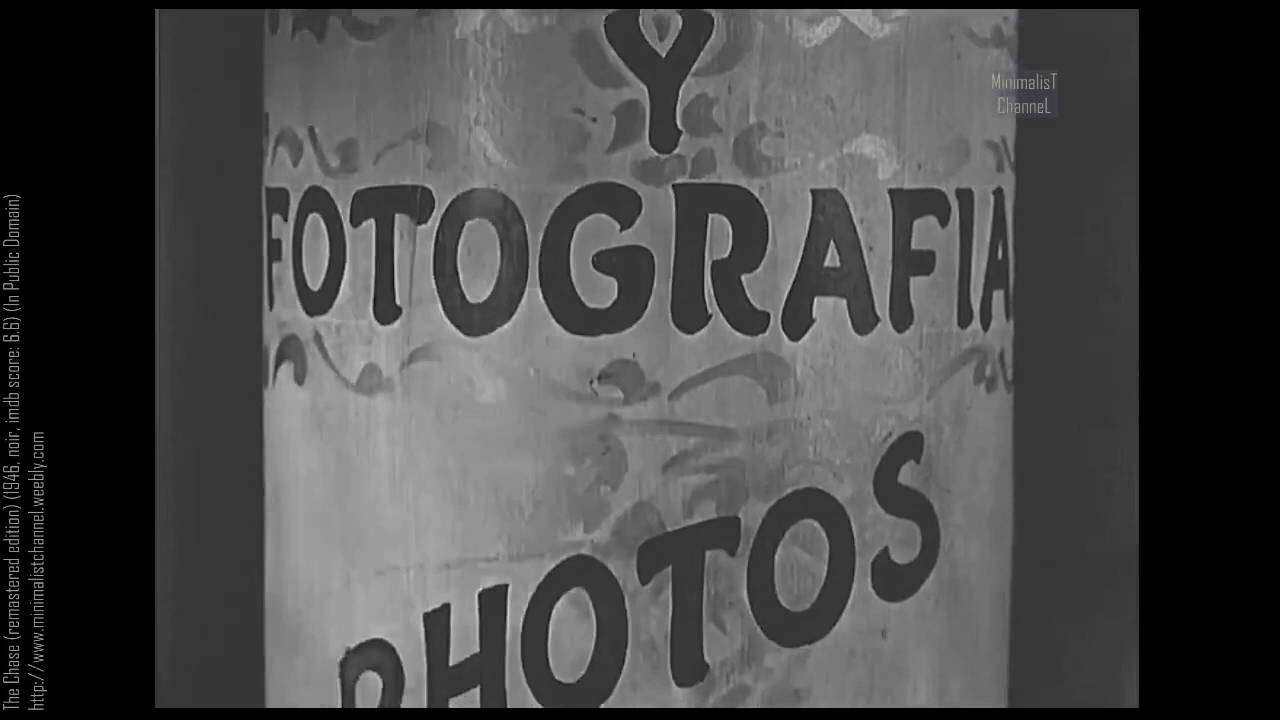 Y
FOTOGRAFIA
PHOTOS
MinimalisT
ChanneL
The Chase (remastered edition) (1946, noir, imdb score: 6.6) (In Public Domain)
http://www.minimalistchannel.weebly.com